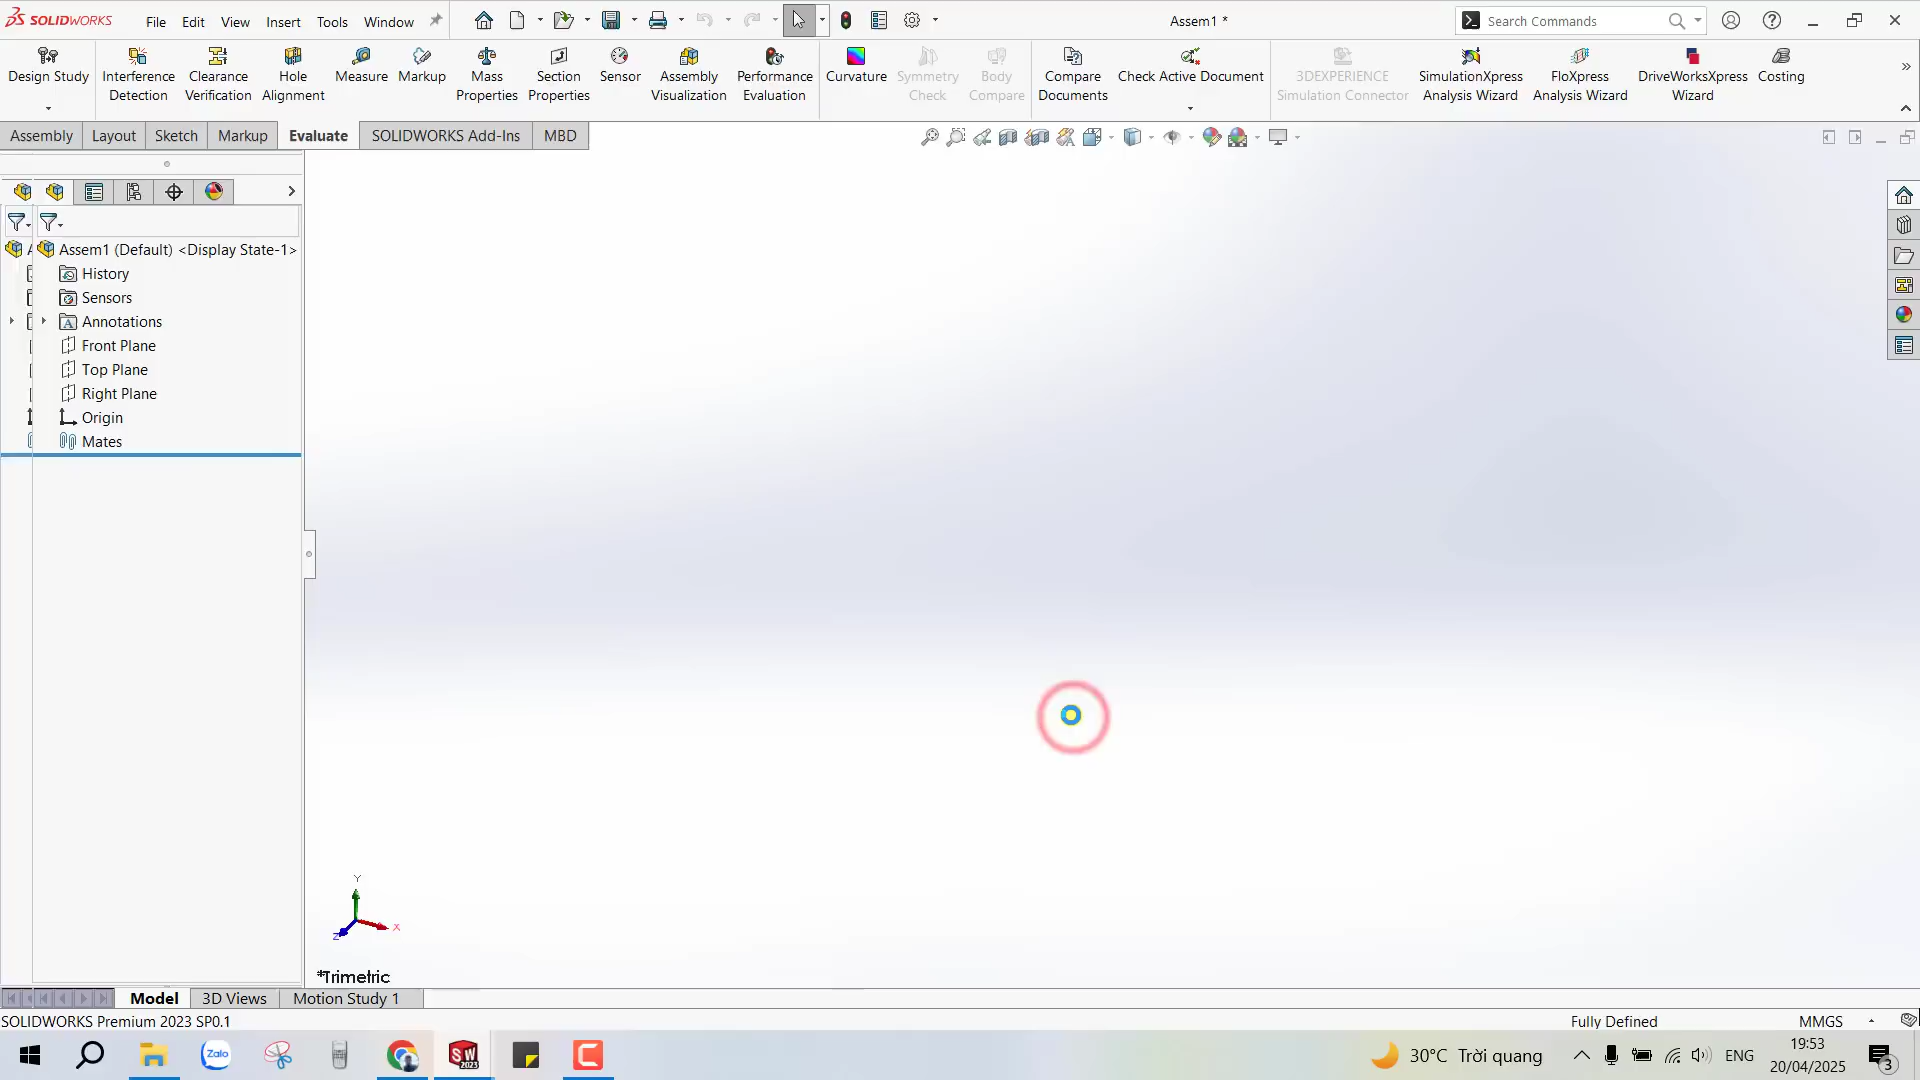 SOLIDWORKS File Edit View Insert Tools Window Assem1 * Search Commands
Design Study
Interference Detection
Clearance Verification
Hole Alignment
Measure
Markup
Mass Properties
Section Properties
Sensor
Assembly Visualization
Performance Evaluation
Curvature
Symmetry Check
Body Compare
Compare Documents
Check Active Document
3DEXPERIENCE Simulation Connector
SimulationXpress Analysis Wizard
FloXpress Analysis Wizard
DriveWorksXpress Wizard
Costing
Assembly Layout Sketch Markup Evaluate SOLIDWORKS Add-Ins MBD
Assem1 (Default) <Display State-1>
History
Sensors
Annotations
Front Plane
Top Plane
Right Plane
Origin
Mates
Y
X
Z
*Trimetric
Model 3D Views Motion Study 1
SOLIDWORKS Premium 2023 SP0.1 Fully Defined MMGS
Zalo
SW
2023
30°C Trời quang
ENG
19:53
20/04/2025
3